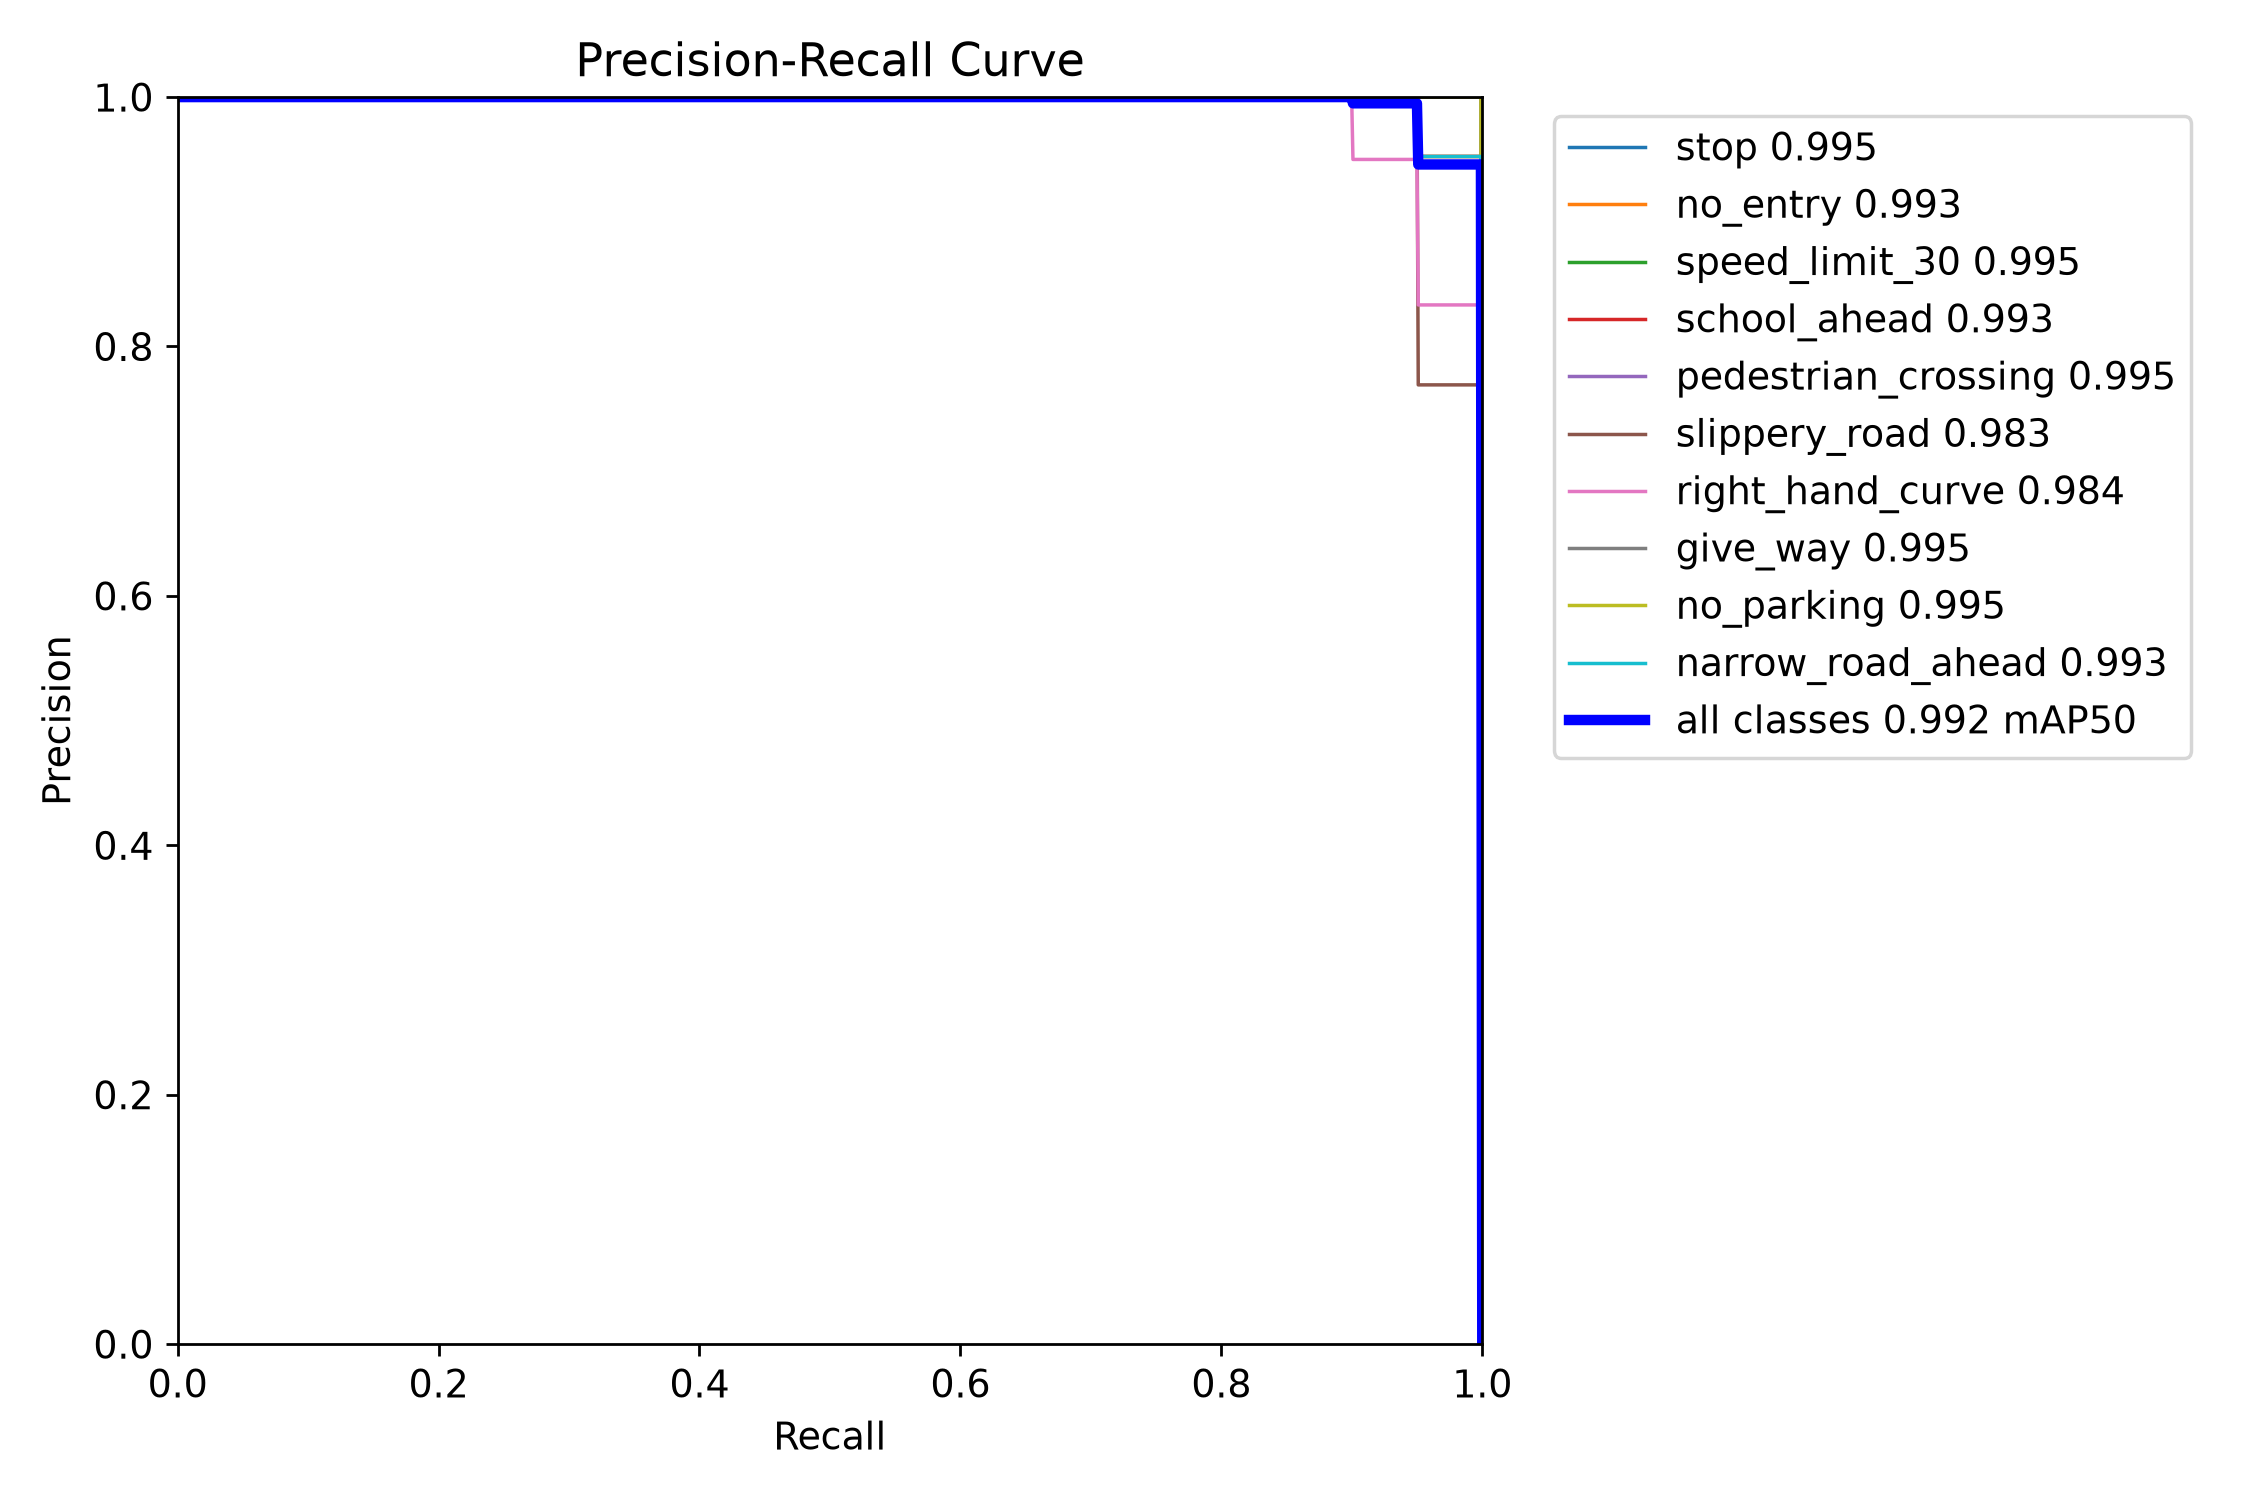 Precision-Recall Curve
1.0
0.8
0.6
0.4
0.2
0.0
Precision
0.0 0.2 0.4 0.6 0.8 1.0
Recall
stop 0.995
no_entry 0.993
speed_limit_30 0.995
school_ahead 0.993
pedestrian_crossing 0.995
slippery_road 0.983
right_hand_curve 0.984
give_way 0.995
no_parking 0.995
narrow_road_ahead 0.993
all classes 0.992 mAP50